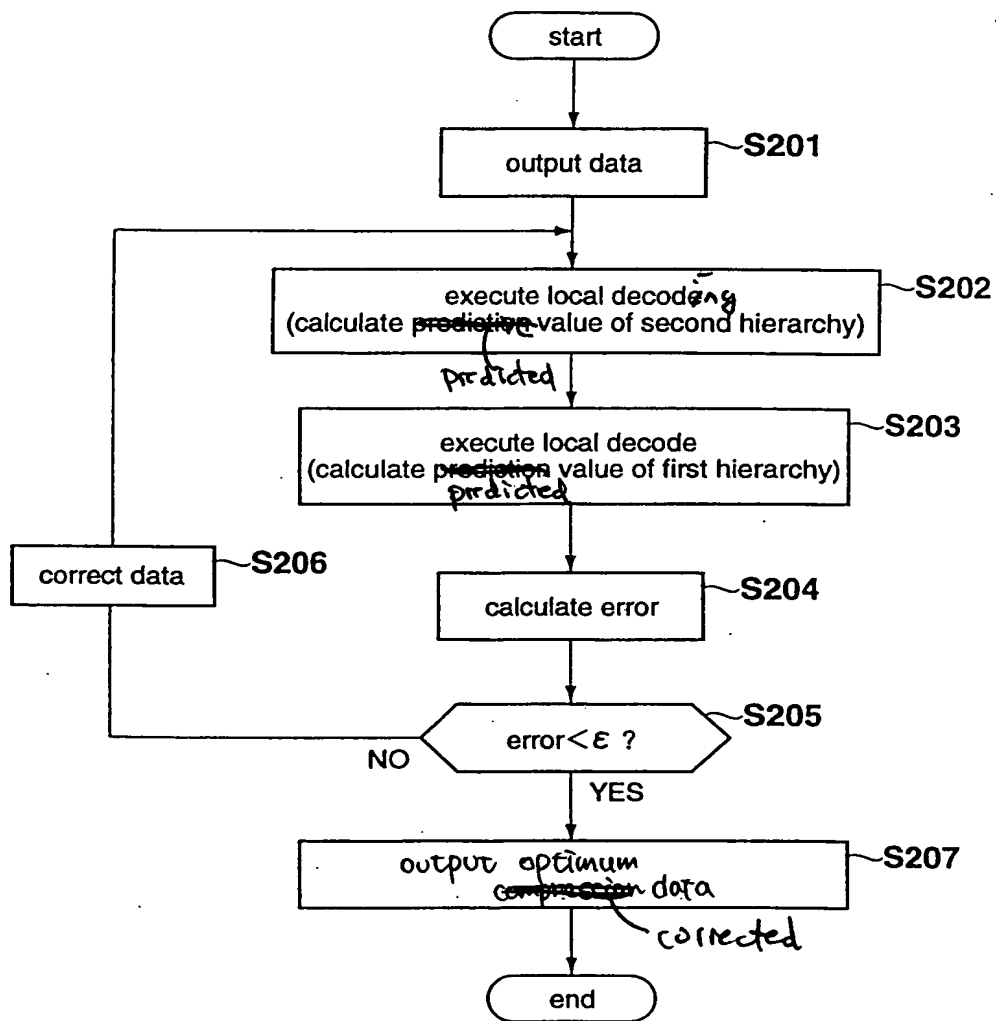 start
output data
S201
execute local decoding
(calculate prediction value of second hierarchy)
S202
predicted
execute local decode
(calculate prediction value of first hierarchy)
S203
predicted
correct data
S206
calculate error
S204
error<ε ?
S205
NO
YES
output optimum
compression data
S207
corrected
end